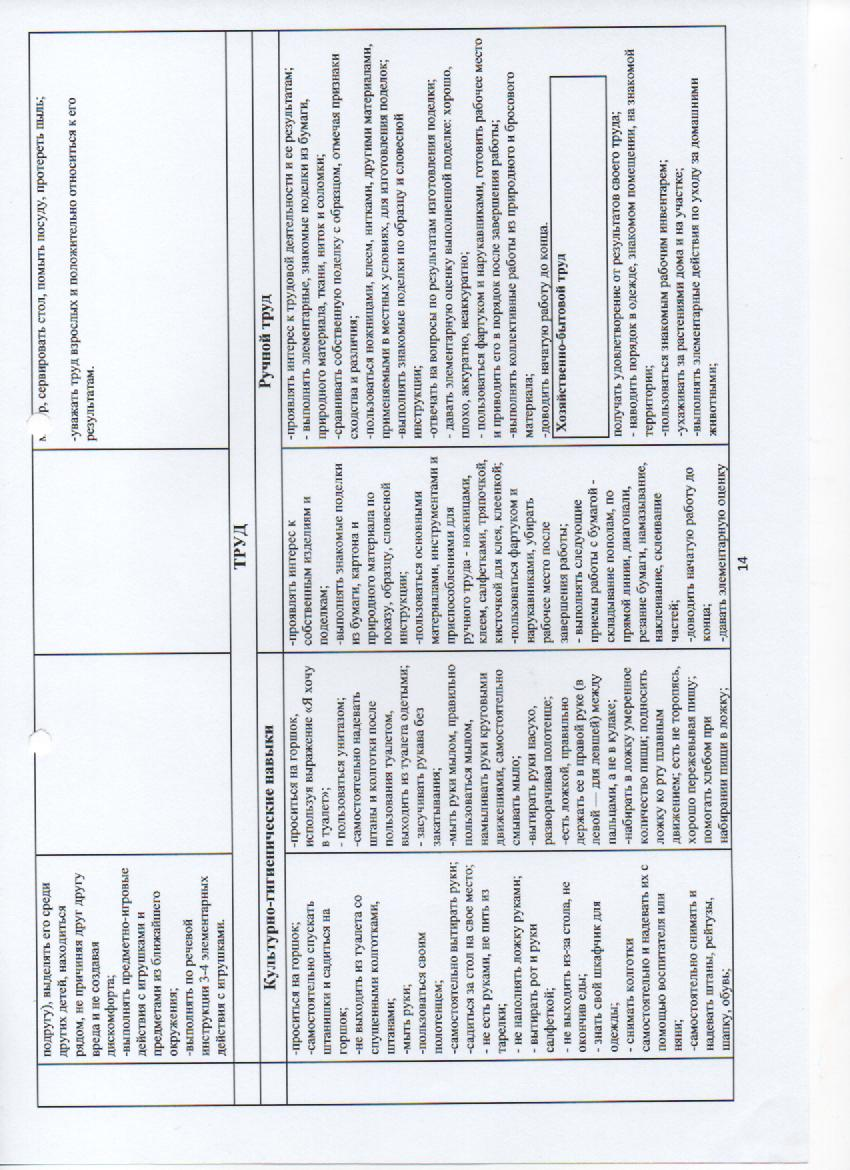 подругу), выделять его среди
других детей, находиться
рядом, не причиняя друг другу
вреда и не создавая
дискомфорта;
-выполнять предметно-игровые
действия с игрушками и
предметами из ближайшего
окружения;
-выполнять по речевой
инструкции 3-4 элементарных
действия с игрушками.
р, сервировать стол, помыть посуду, протереть пыль;
-уважать труд взрослых и положительно относиться к его
результатам.
ТРУД
Культурно-гигиенические навыки
Ручной труд
-проситься на горшок;
-самостоятельно спускать
штанишки и садиться на
горшок;
-не выходить из туалета со
спущенными колготками,
штанами;
-мыть руки;
-пользоваться своим
полотенцем;
-самостоятельно вытирать руки;
-садиться за стол на свое место;
- не есть руками, не пить из
тарелки;
- не наполнять ложку руками;
- вытирать рот и руки
салфеткой;
- не выходить из-за стола, не
окончив еды;
- знать свой шкафчик для
одежды;
- снимать колготки
самостоятельно и надевать их с
помощью воспитателя или
няни;
-самостоятельно снимать и
надевать штаны, рейтузы,
шапку, обувь;
-проситься на горшок,
используя выражение «Я хочу
в туалет»;
- пользоваться унитазом;
-самостоятельно надевать
штаны и колготки после
пользования туалетом,
выходить из туалета одетыми;
- засучивать рукава без
закатывания;
-мыть руки мылом, правильно
пользоваться мылом,
намыливать руки круговыми
движениями, самостоятельно
смывать мыло;
-вытирать руки насухо,
разворачивая полотенце;
-есть ложкой, правильно
держать ее в правой руке (в
левой — для левшей) между
пальцами, а не в кулаке;
-набирать в ложку умеренное
количество пищи; подносить
ложку ко рту плавным
движением; есть не торопясь,
хорошо пережевывая пищу;
помогать хлебом при
набирании пищи в ложку;
-проявлять интерес к
собственным изделиям и
поделкам;
-выполнять знакомые поделки
из бумаги, картона и
природного материала по
показу, образцу, словесной
инструкции;
-пользоваться основными
материалами, инструментами и
приспособлениями для
ручного труда - ножницами,
клеем, салфетками, тряпочкой,
кисточкой для клея, клеенкой;
-пользоваться фартуком и
нарукавниками, убирать
рабочее место после
завершения работы;
- выполнять следующие
приемы работы с бумагой -
складывание пополам, по
прямой линии, диагонали,
резание бумаги, намазывание,
наклеивание, склеивание
частей;
-доводить начатую работу до
конца;
-давать элементарную оценку
-проявлять интерес к трудовой деятельности и ее результатам;
- выполнять элементарные, знакомые поделки из бумаги,
природного материала, ткани, ниток и соломки;
-сравнивать собственную поделку с образцом, отмечая признаки
сходства и различия;
-пользоваться ножницами, клеем, нитками, другими материалами,
применяемыми в местных условиях, для изготовления поделок;
-выполнять знакомые поделки по образцу и словесной
инструкции;
-отвечать на вопросы по результатам изготовления поделки;
- давать элементарную оценку выполненной поделке: хорошо,
плохо, аккуратно, неаккуратно;
- пользоваться фартуком и нарукавниками, готовить рабочее место
и приводить его в порядок после завершения работы;
-выполнять коллективные работы из природного и бросового
материала;
-доводить начатую работу до конца.
Хозяйственно-бытовой труд
получать удовлетворение от результатов своего труда;
- наводить порядок в одежде, знакомом помещении, на знакомой
территории;
-пользоваться знакомым рабочим инвентарем;
-ухаживать за растениями дома и на участке;
-выполнять элементарные действия по уходу за домашними
животными;
14